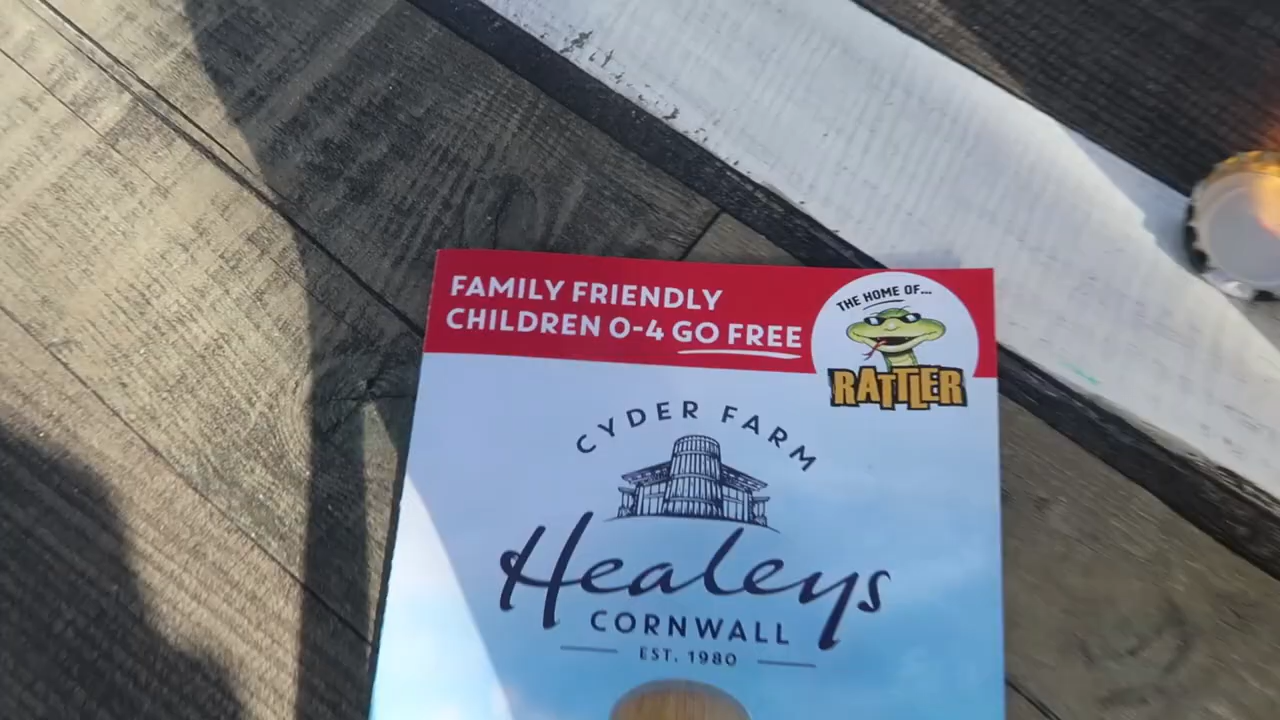 FAMILY FRIENDLY
CHILDREN 0-4 GO FREE
THE HOME OF...
RATTLER
CYDER FARM
Healeys
CORNWALL
EST. 1980